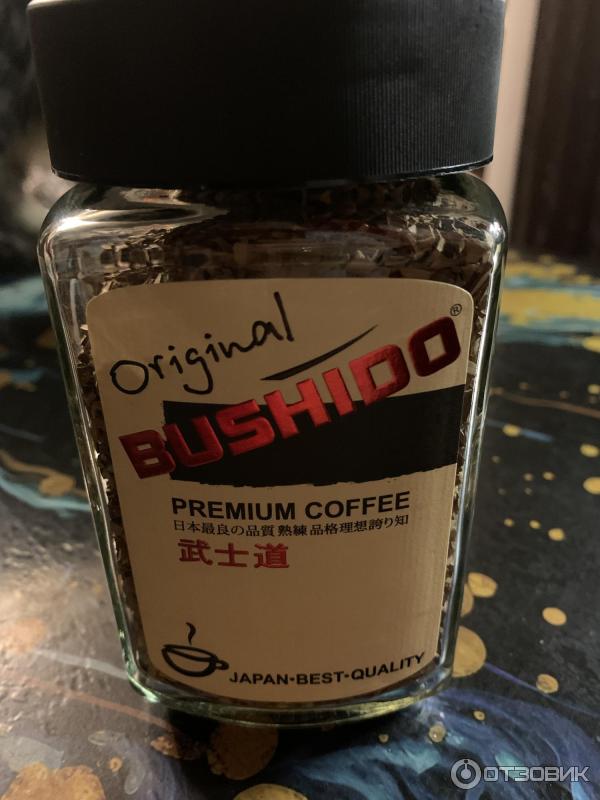 Original
BUSHIDO®
PREMIUM COFFEE
日本最良の品質 熟練 品格理想誇り知
武士道
JAPAN•BEST•QUALITY
ОТЗОВИК